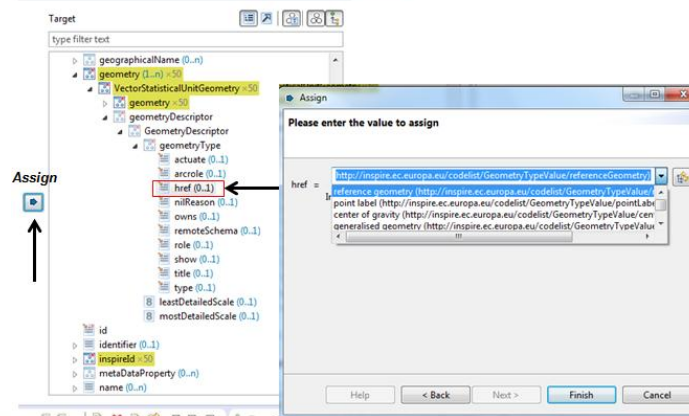 Target
type filter text
geographicalName (0..n)
geometry (1..n) ×50
VectorStatisticalUnitGeometry ×50
geometry ×50
geometryDescriptor
GeometryDescriptor
geometryType
actuate (0..1)
arcrole (0..1)
href (0..1)
nilReason (0..1)
owns (0..1)
remoteSchema (0..1)
role (0..1)
show (0..1)
title (0..1)
type (0..1)
leastDetailedScale (0..1)
mostDetailedScale (0..1)
id
identifier (0..1)
inspireId ×50
metaDataProperty (0..n)
name (0..n)
Assign
Assign
Please enter the value to assign
href =
http://inspire.ec.europa.eu/codelist/GeometryTypeValue/referenceGeometry
reference geometry (http://inspire.ec.europa.eu/codelist/GeometryTypeValue/
point label (http://inspire.ec.europa.eu/codelist/GeometryTypeValue/pointLabe
center of gravity (http://inspire.ec.europa.eu/codelist/GeometryTypeValue/cen
generalised geometry (http://inspire.ec.europa.eu/codelist/GeometryTypeValue
Help
< Back
Next >
Finish
Cancel